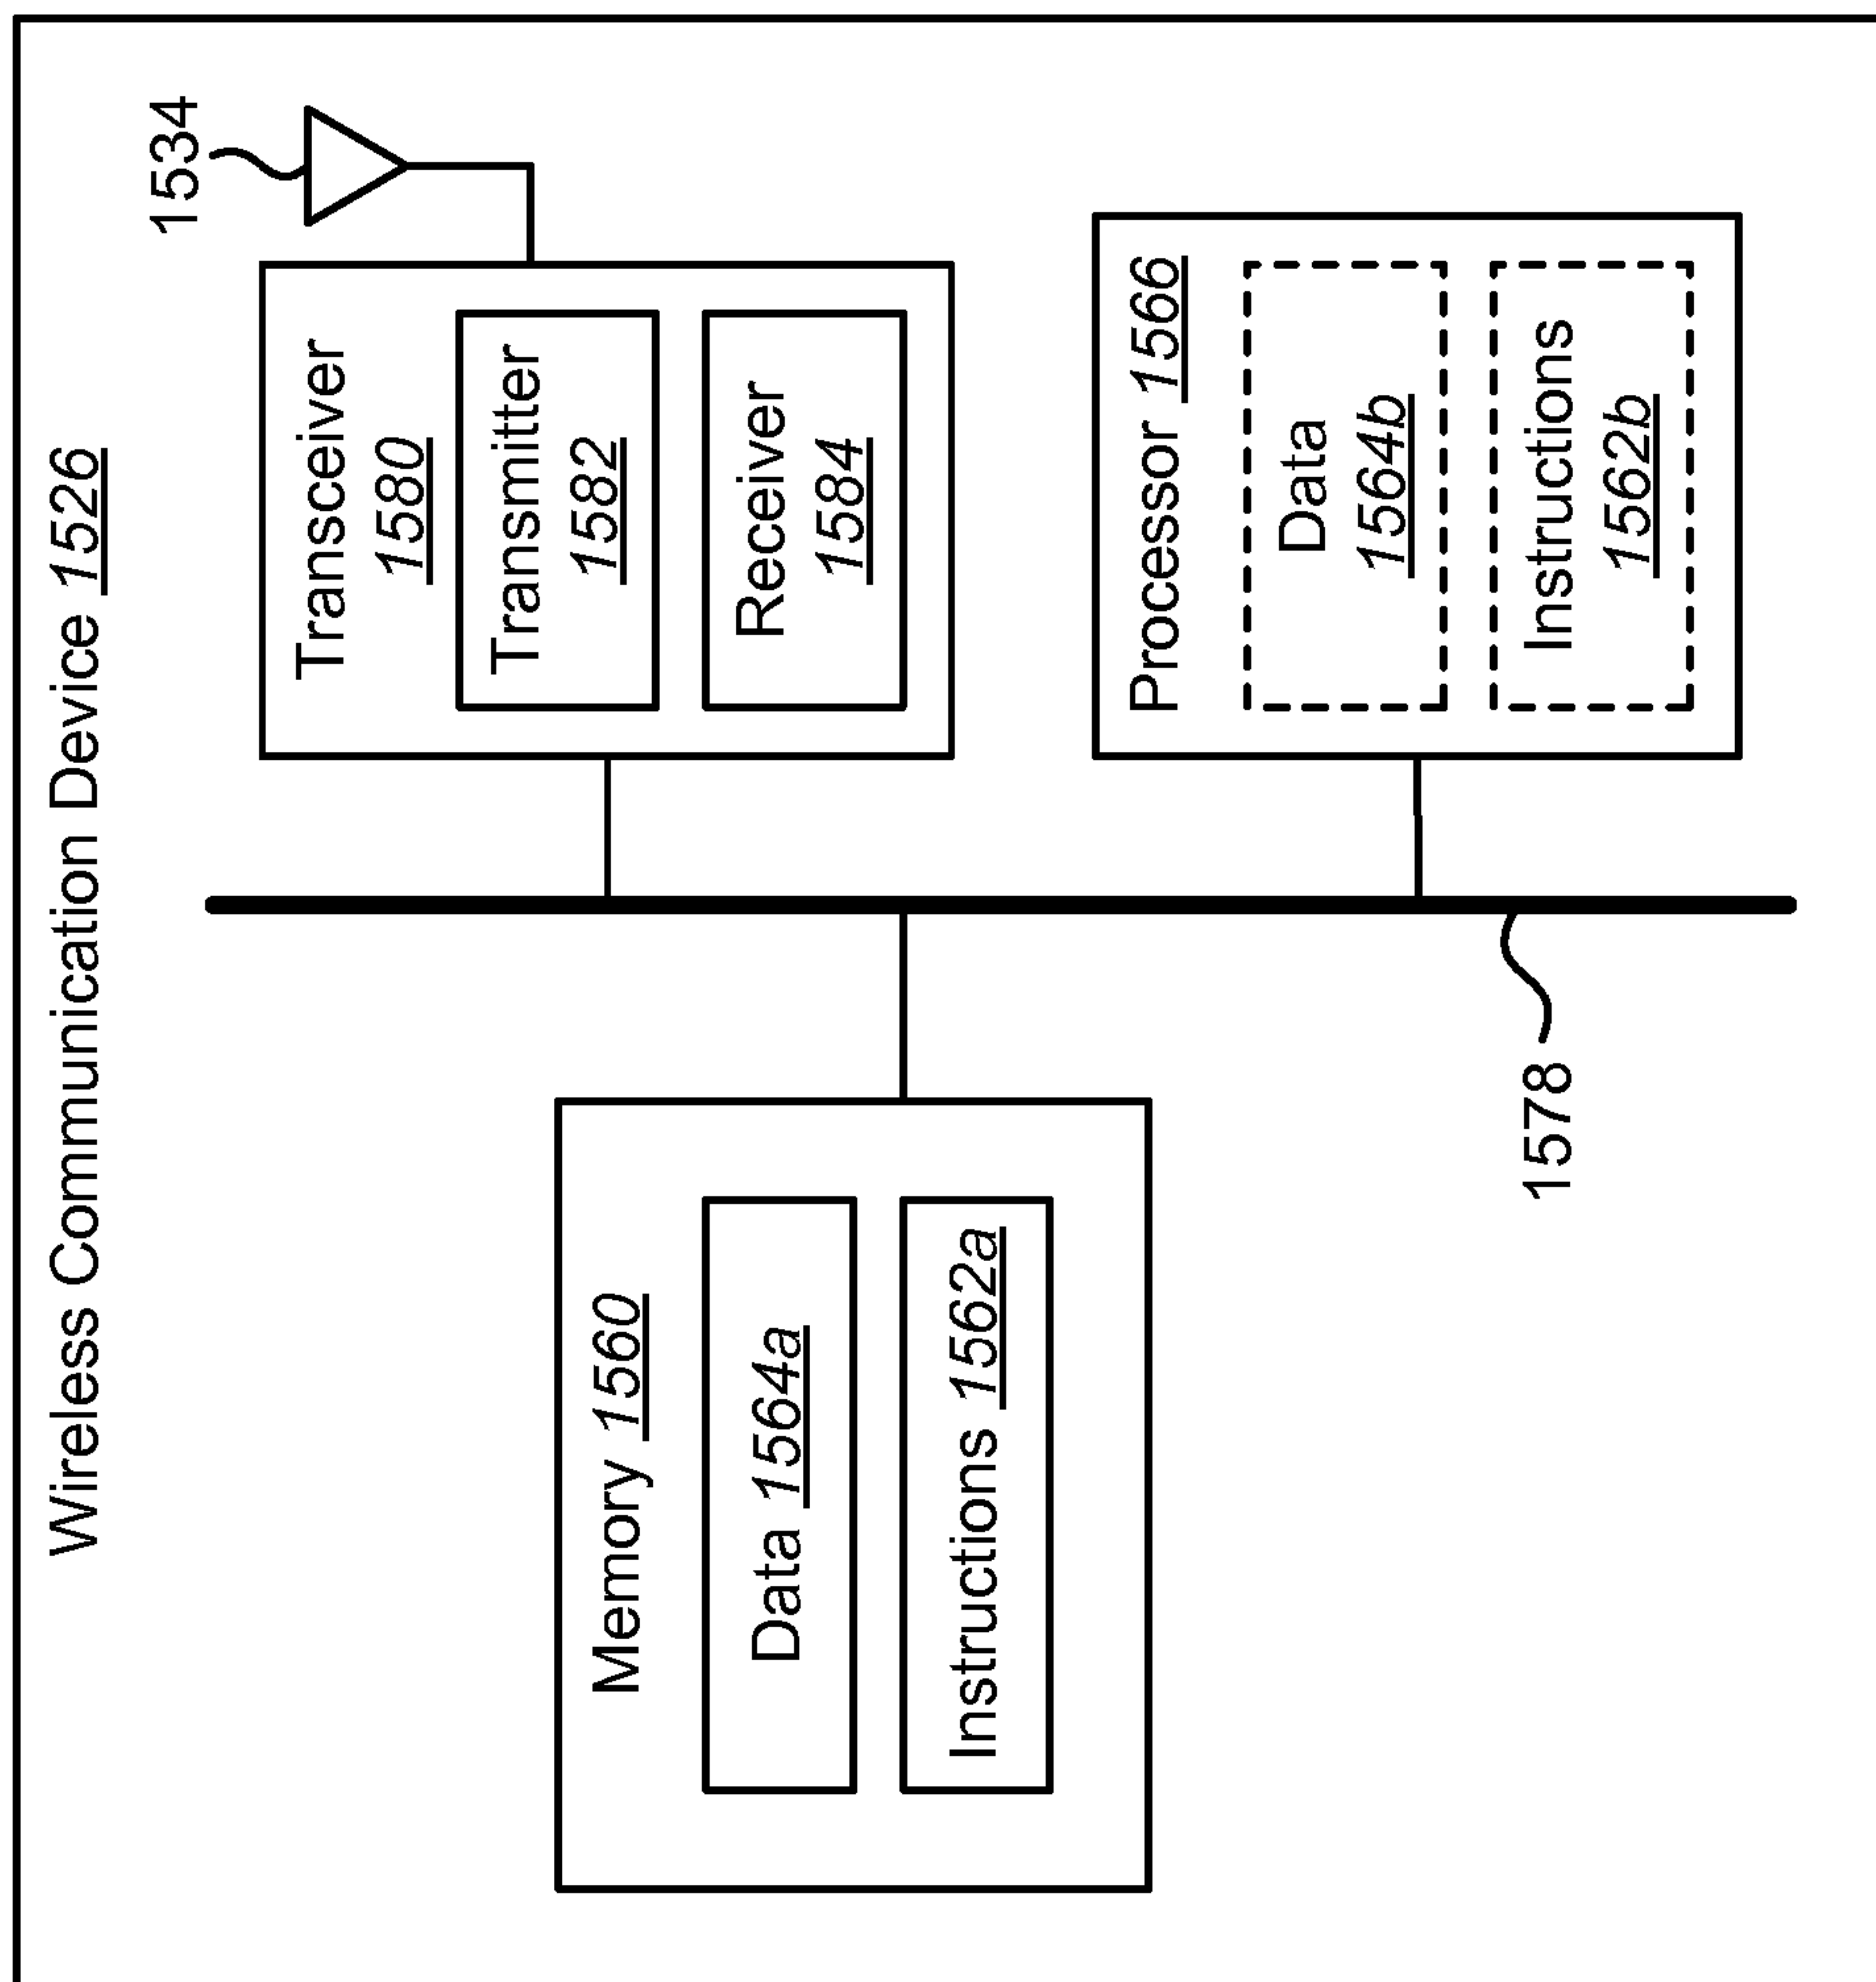 Wireless Communication Device 1526
1534
Transceiver
1580
Transmitter
1582
Receiver
1584
Memory 1560
Data 1564a
Instructions 1562a
Processor 1566
Data
1564b
Instructions
1562b
1578